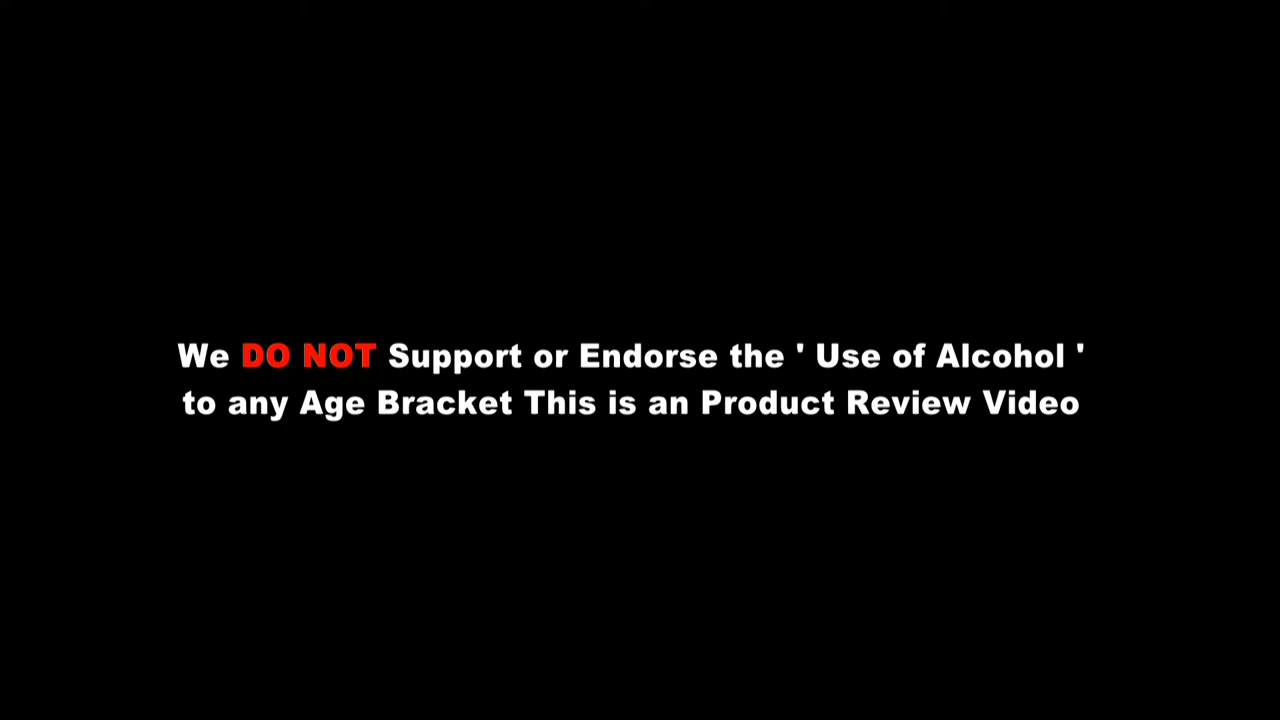 We DO NOT Support or Endorse the ' Use of Alcohol '
to any Age Bracket This is an Product Review Video